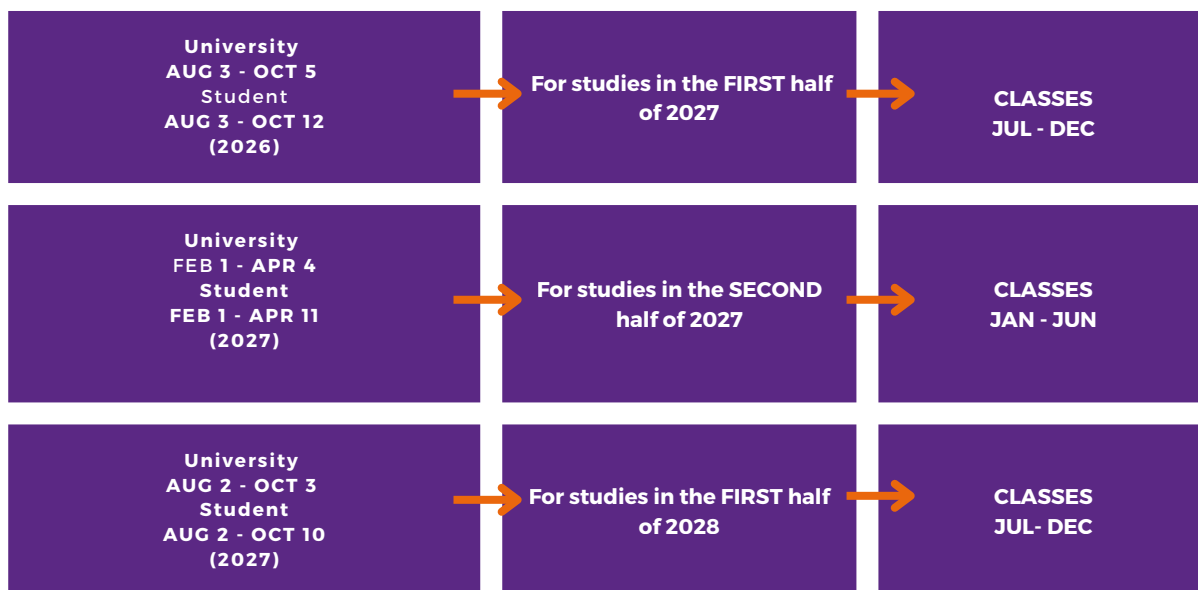 University
AUG 3 - OCT 5
Student
AUG 3 - OCT 12
(2026)
For studies in the FIRST half
of 2027
CLASSES
JUL - DEC
University
FEB 1 - APR 4
Student
FEB 1 - APR 11
(2027)
For studies in the SECOND
half of 2027
CLASSES
JAN - JUN
University
AUG 2 - OCT 3
Student
AUG 2 - OCT 10
(2027)
For studies in the FIRST half
of 2028
CLASSES
JUL- DEC